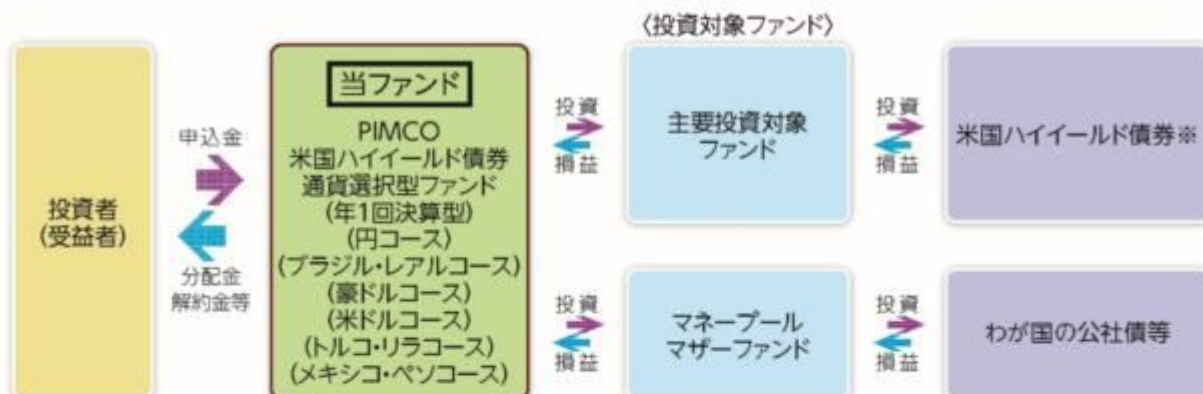 〈投資対象ファンド〉
投資者
(受益者)
申込金
分配金
解約金等
当ファンド
PIMCO
米国ハイイールド債券
通貨選択型ファンド
(年1回決算型)
(円コース)
(ブラジル・レアルコース)
(豪ドルコース)
(米ドルコース)
(トルコ・リラコース)
(メキシコ・ペソコース)
投資
損益
主要投資対象
ファンド
投資
損益
米国ハイイールド債券※
投資
損益
マネープール
マザーファンド
投資
損益
わが国の公社債等